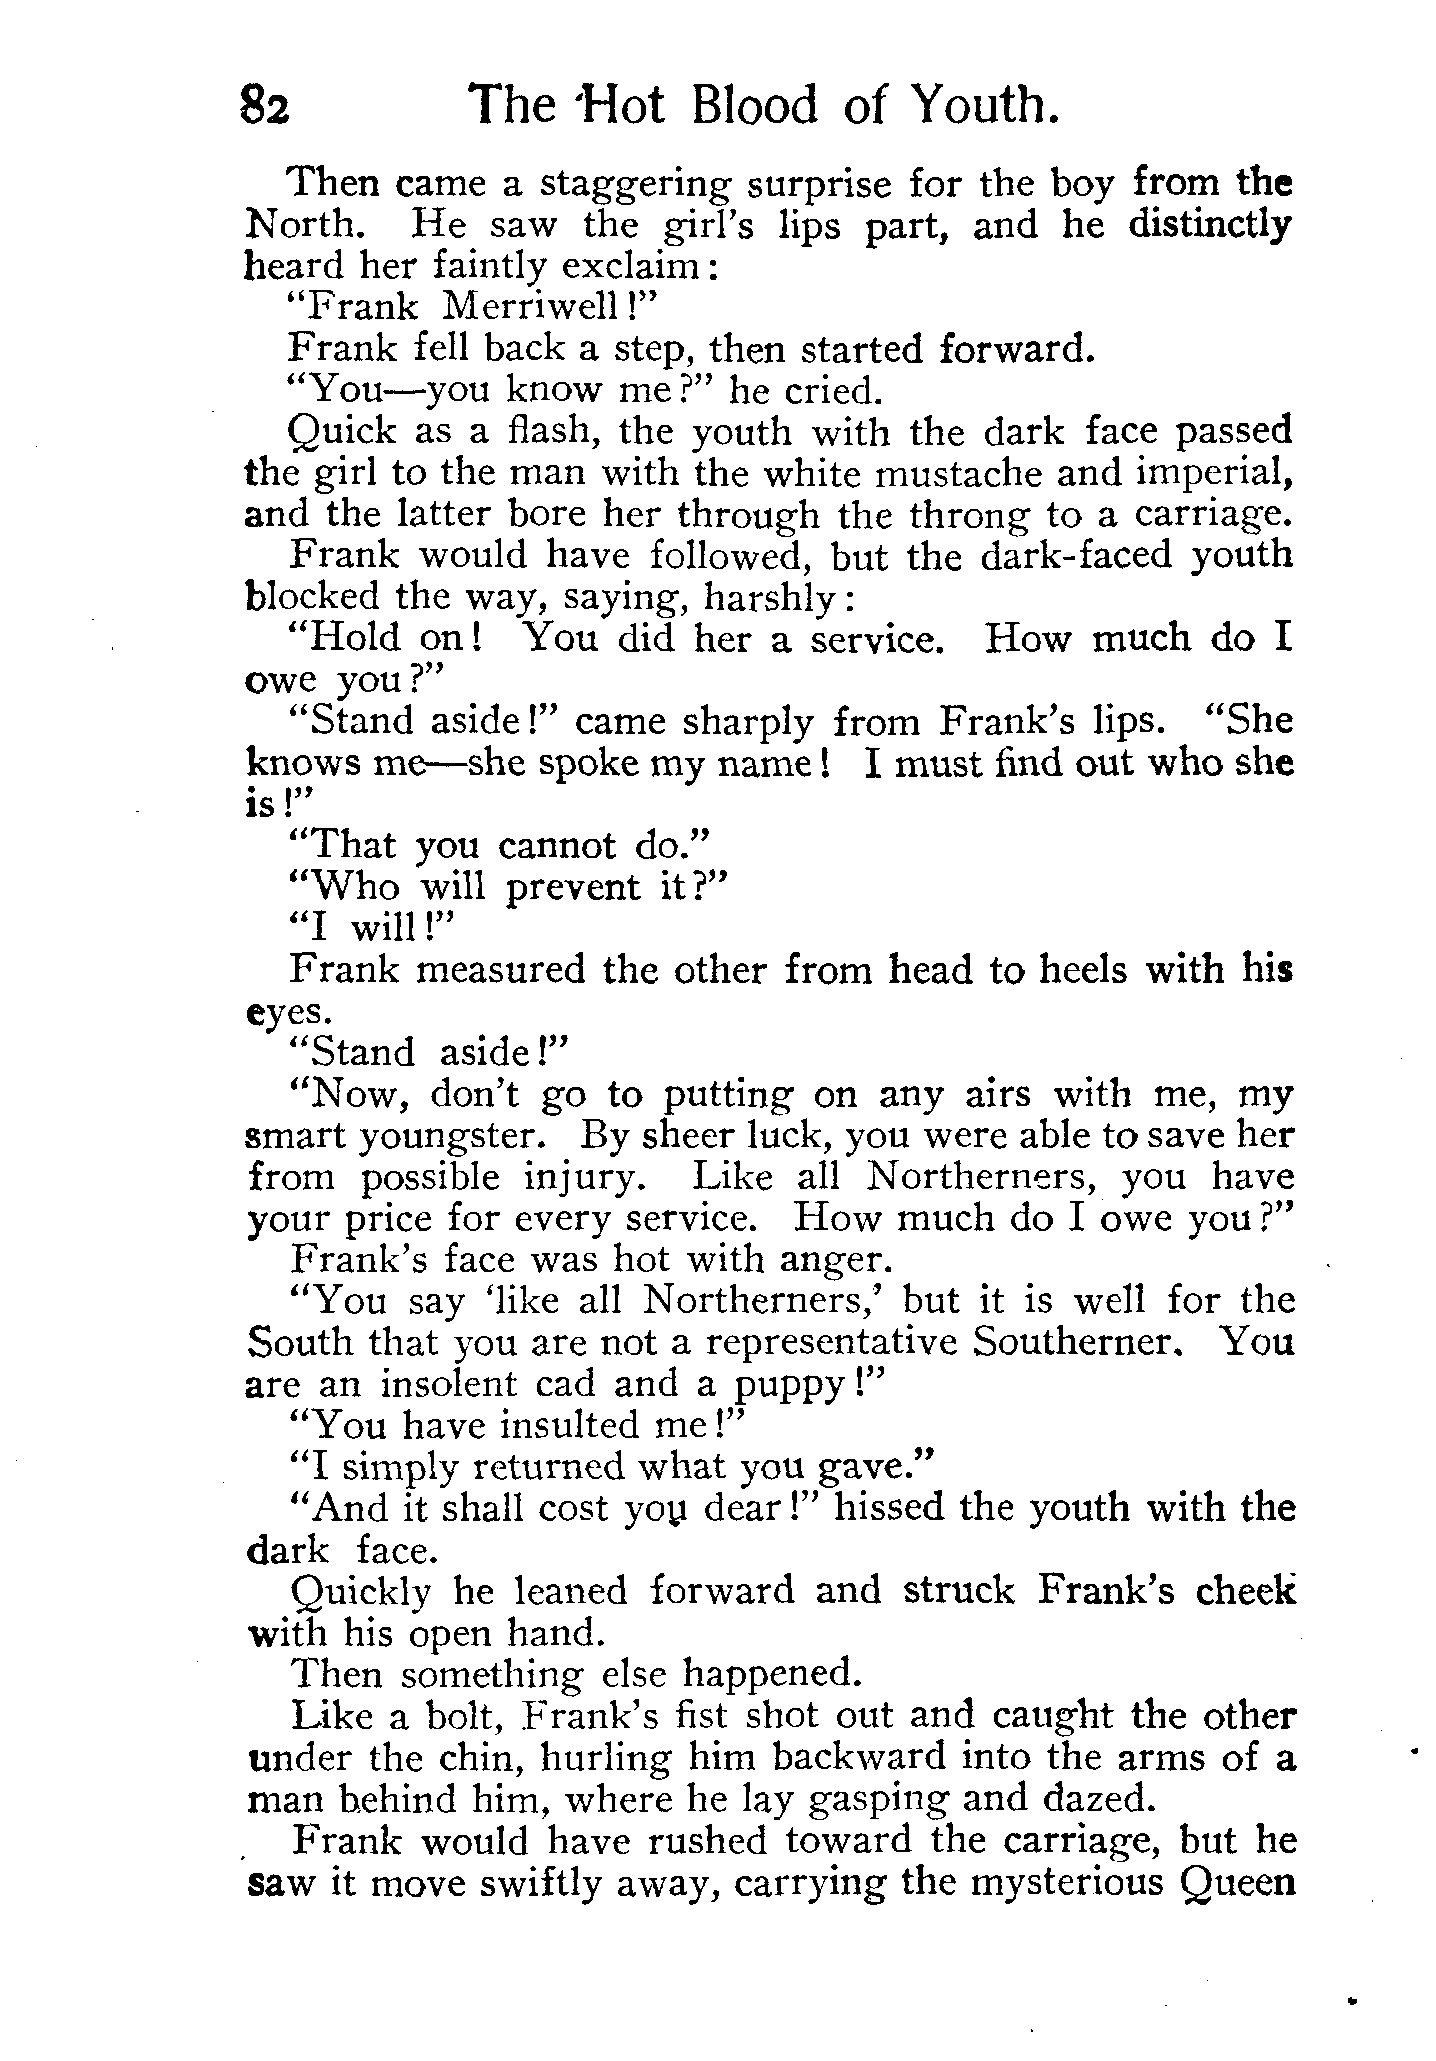 82 The Hot Blood of Youth.
Then came a staggering surprise for the boy from the
North. He saw the girl's lips part, and he distinctly
heard her faintly exclaim:
"Frank Merriwell!"
Frank fell back a step, then started forward.
"You—you know me?" he cried.
Quick as a flash, the youth with the dark face passed
the girl to the man with the white mustache and imperial,
and the latter bore her through the throng to a carriage.
Frank would have followed, but the dark-faced youth
blocked the way, saying, harshly:
"Hold on! You did her a service. How much do I
owe you?"
"Stand aside!" came sharply from Frank's lips. "She
knows me—she spoke my name! I must find out who she
is!"
"That you cannot do."
"Who will prevent it?"
"I will!"
Frank measured the other from head to heels with his
eyes.
"Stand aside!"
"Now, don't go to putting on any airs with me, my
smart youngster. By sheer luck, you were able to save her
from possible injury. Like all Northerners, you have
your price for every service. How much do I owe you?"
Frank's face was hot with anger.
"You say 'like all Northerners,' but it is well for the
South that you are not a representative Southerner. You
are an insolent cad and a puppy!"
"You have insulted me!"
"I simply returned what you gave."
"And it shall cost you dear!" hissed the youth with the
dark face.
Quickly he leaned forward and struck Frank's cheek
with his open hand.
Then something else happened.
Like a bolt, Frank's fist shot out and caught the other
under the chin, hurling him backward into the arms of a
man behind him, where he lay gasping and dazed.
Frank would have rushed toward the carriage, but he
saw it move swiftly away, carrying the mysterious Queen